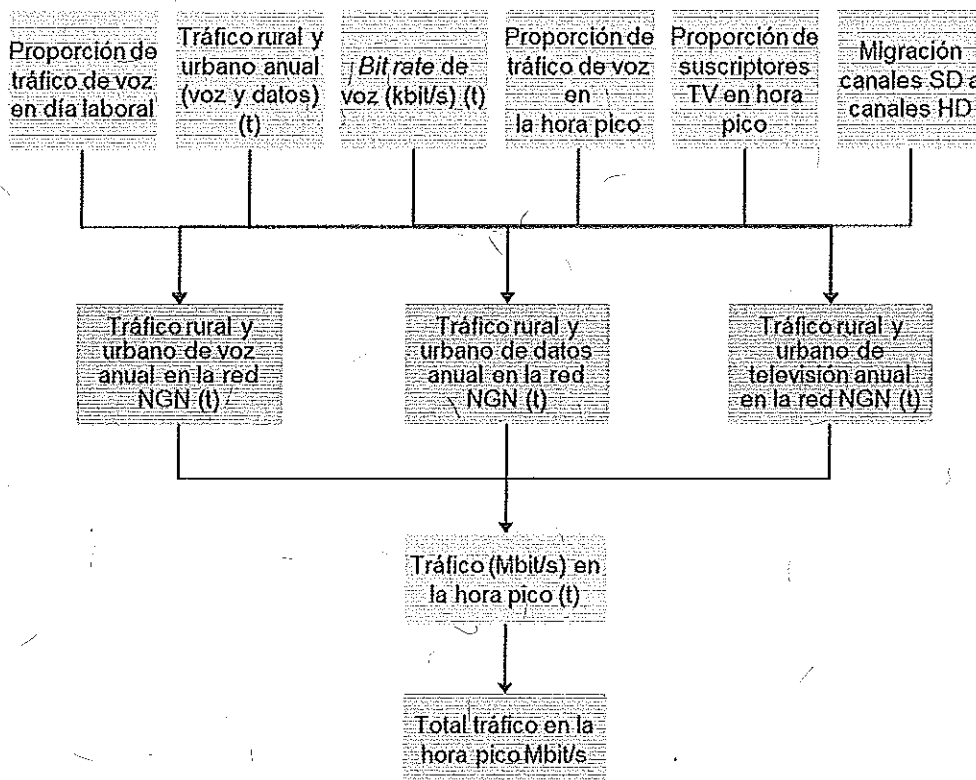 Proporción de
tráfico de voz
en día laboral
Tráfico rural y
urbano anual
(voz y datos)
(t)
Bit rate de
voz (kbit/s) (t)
Proporción de
tráfico de voz
en
la hora pico
Proporción de
suscriptores
TV en hora
pico
Migración
canales SD a
canales HD
Tráfico rural y
urbano de voz
anual en la red
NGN (t)
Tráfico rural y
urbano de datos
anual en la red
NGN (t)
Tráfico rural y
urbano de
televisión anual
en la red NGN (t)
Tráfico (Mbit/s) en
la hora pico (t)
Total tráfico en la
hora pico Mbit/s